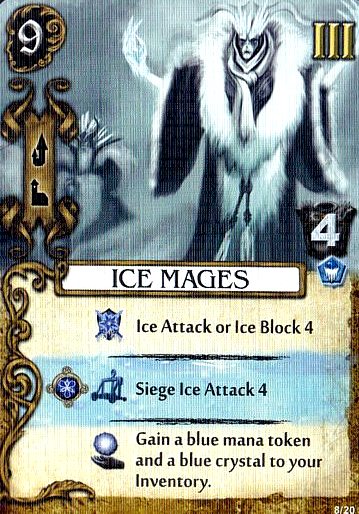 9
III
4
ICE MAGES
Ice Attack or Ice Block 4
Siege Ice Attack 4
Gain a blue mana token
and a blue crystal to your
Inventory.
8/20